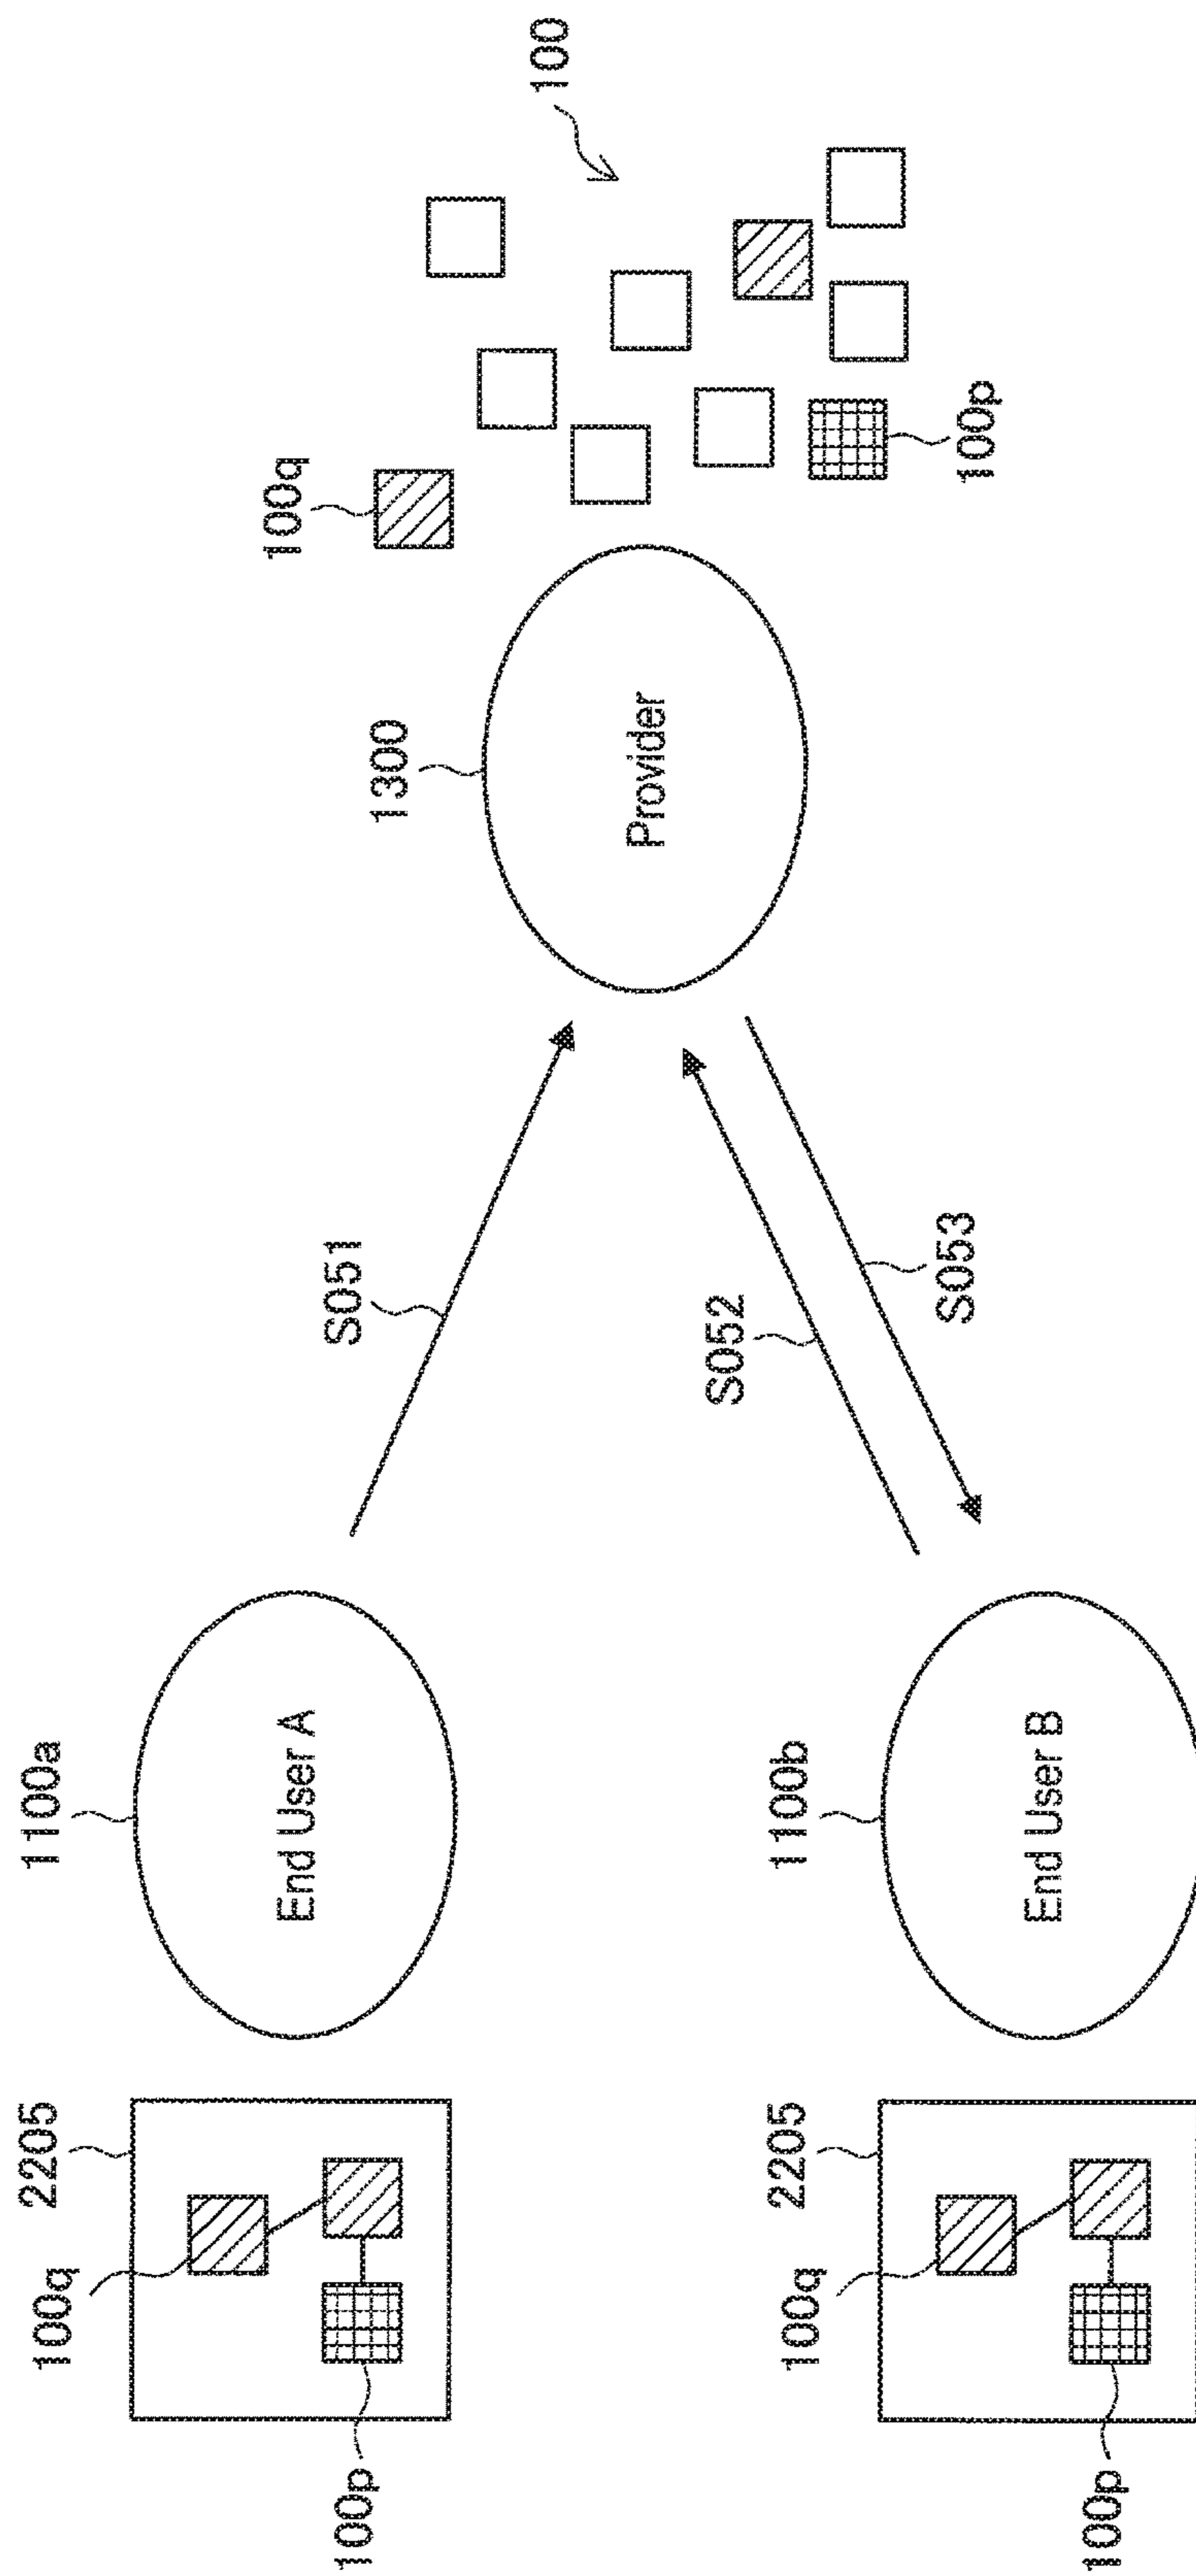 100q
2205
1100a
100p
End User A
S051
1300
Provider
100q
100
100p
S052
S053
100q
2205
1100b
100p
End User B